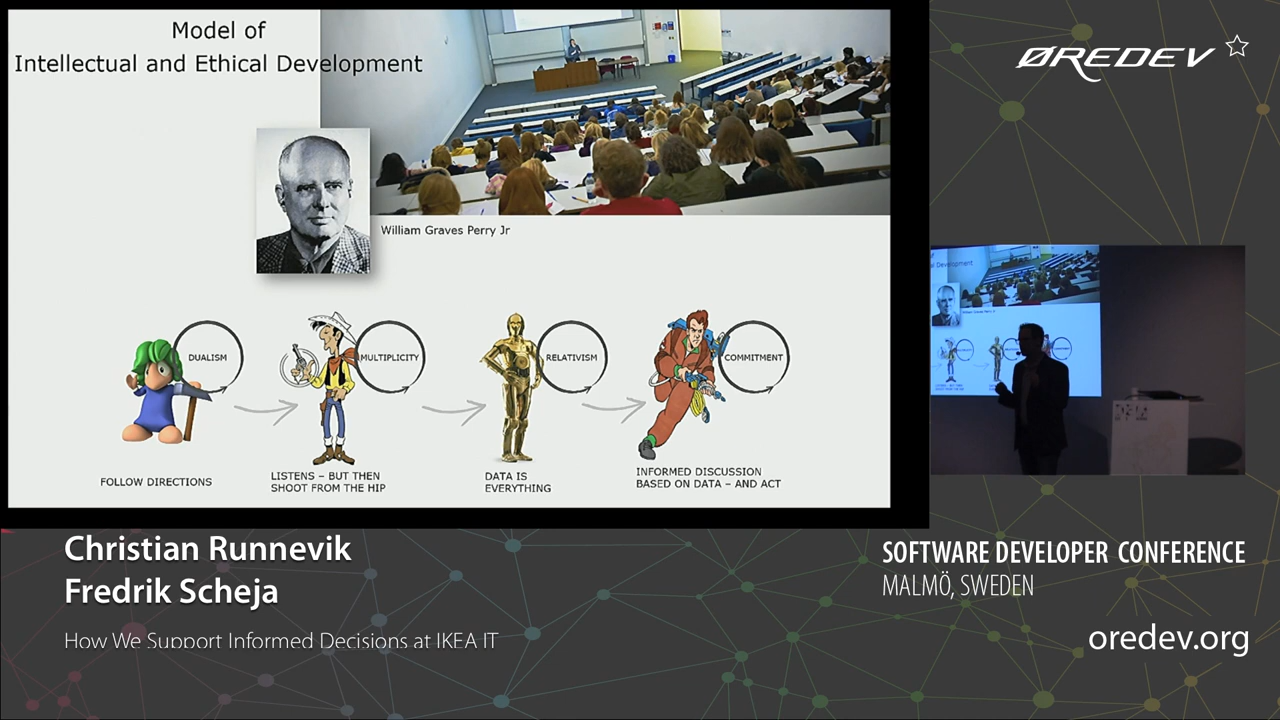 Model of
Intellectual and Ethical Development
William Graves Perry Jr
DUALISM
MULTIPLICITY
RELATIVISM
COMMITMENT
FOLLOW DIRECTIONS
LISTENS – BUT THEN
SHOOT FROM THE HIP
DATA IS
EVERYTHING
INFORMED DISCUSSION
BASED ON DATA – AND ACT
ØREDEV
Christian Runnevik
Fredrik Scheja
How We Support Informed Decisions at IKEA IT
SOFTWARE DEVELOPER CONFERENCE
MALMÖ, SWEDEN
oredev.org